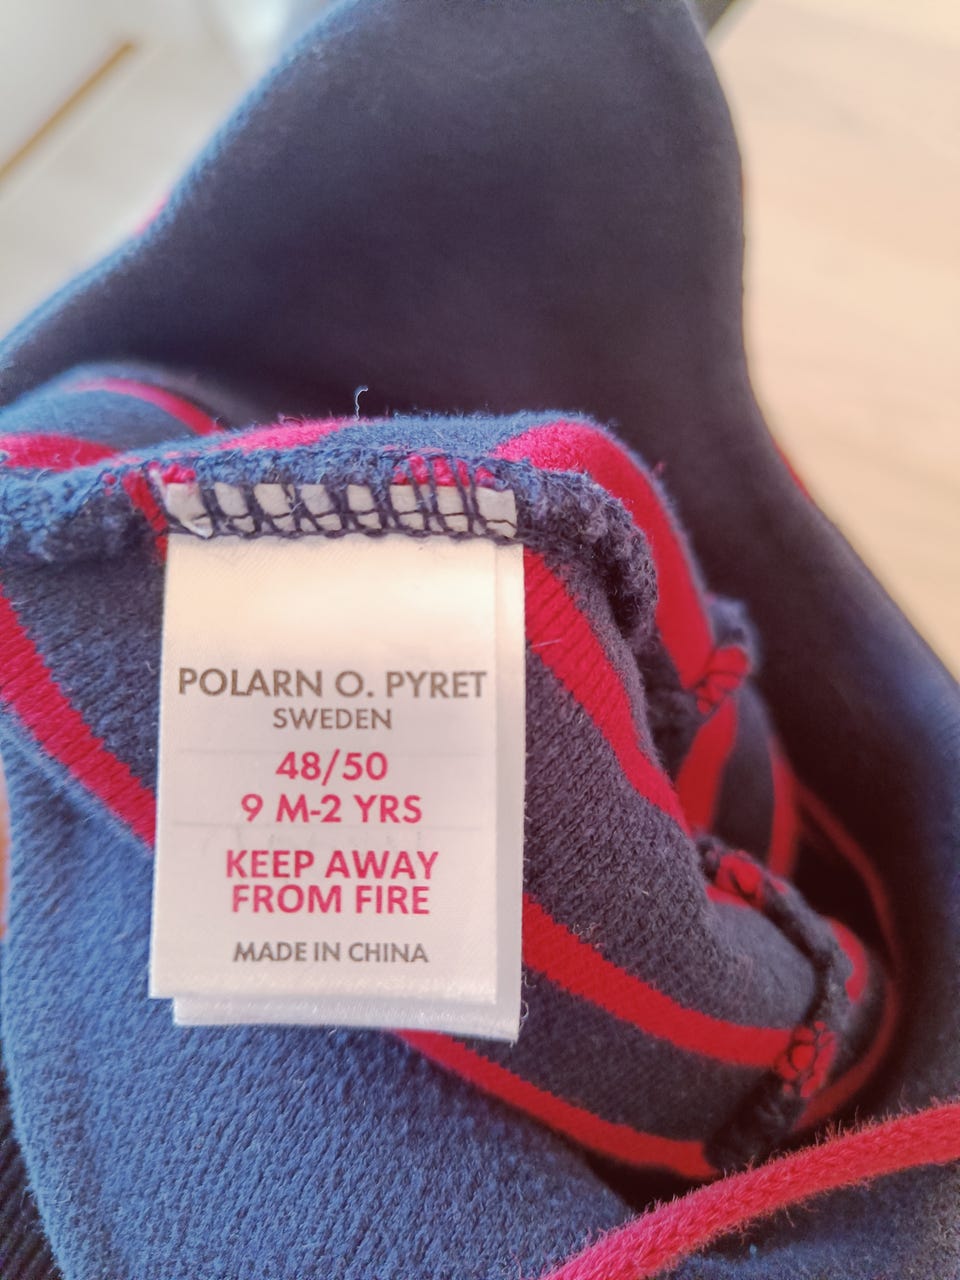 POLARN O. PYRET
SWEDEN
48/50
9 M-2 YRS
KEEP AWAY
FROM FIRE
MADE IN CHINA